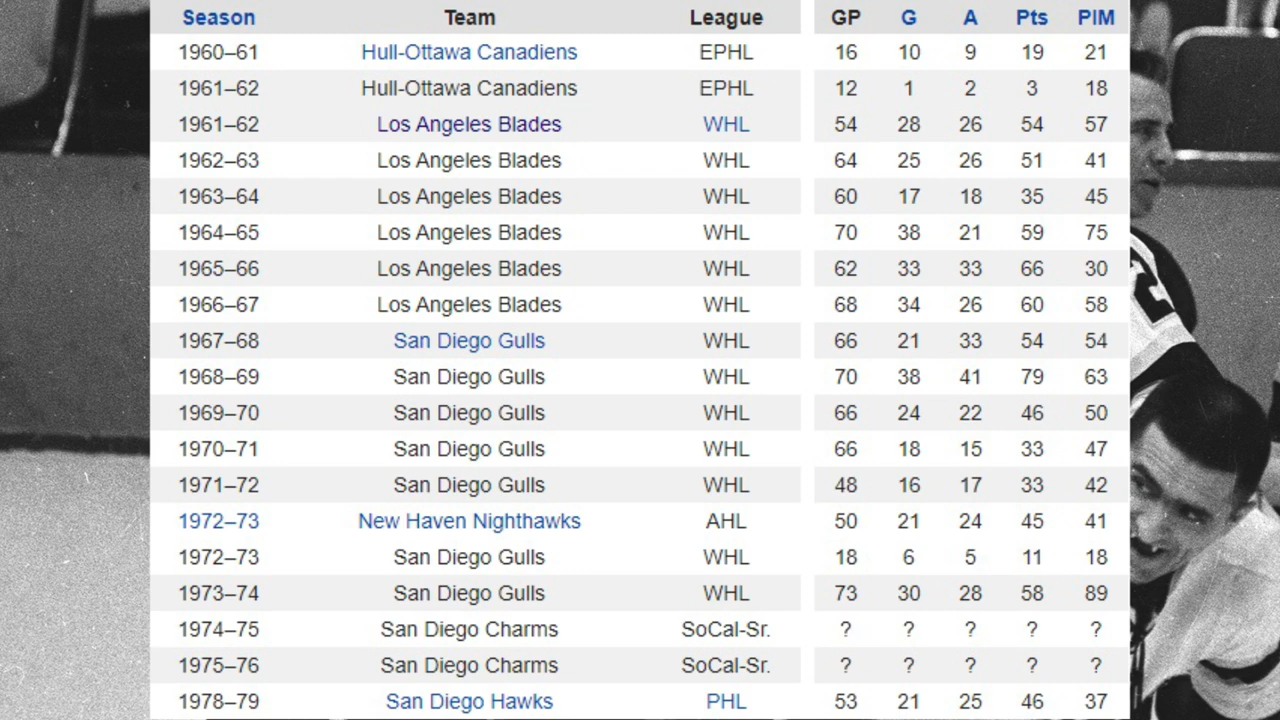 Season Team League GP G A Pts PIM
1960–61 Hull-Ottawa Canadiens EPHL 16 10 9 19 21
1961–62 Hull-Ottawa Canadiens EPHL 12 1 2 3 18
1961–62 Los Angeles Blades WHL 54 28 26 54 57
1962–63 Los Angeles Blades WHL 64 25 26 51 41
1963–64 Los Angeles Blades WHL 60 17 18 35 45
1964–65 Los Angeles Blades WHL 70 38 21 59 75
1965–66 Los Angeles Blades WHL 62 33 33 66 30
1966–67 Los Angeles Blades WHL 68 34 26 60 58
1967–68 San Diego Gulls WHL 66 21 33 54 54
1968–69 San Diego Gulls WHL 70 38 41 79 63
1969–70 San Diego Gulls WHL 66 24 22 46 50
1970–71 San Diego Gulls WHL 66 18 15 33 47
1971–72 San Diego Gulls WHL 48 16 17 33 42
1972–73 New Haven Nighthawks AHL 50 21 24 45 41
1972–73 San Diego Gulls WHL 18 6 5 11 18
1973–74 San Diego Gulls WHL 73 30 28 58 89
1974–75 San Diego Charms SoCal-Sr. ? ? ? ? ?
1975–76 San Diego Charms SoCal-Sr. ? ? ? ? ?
1978–79 San Diego Hawks PHL 53 21 25 46 37